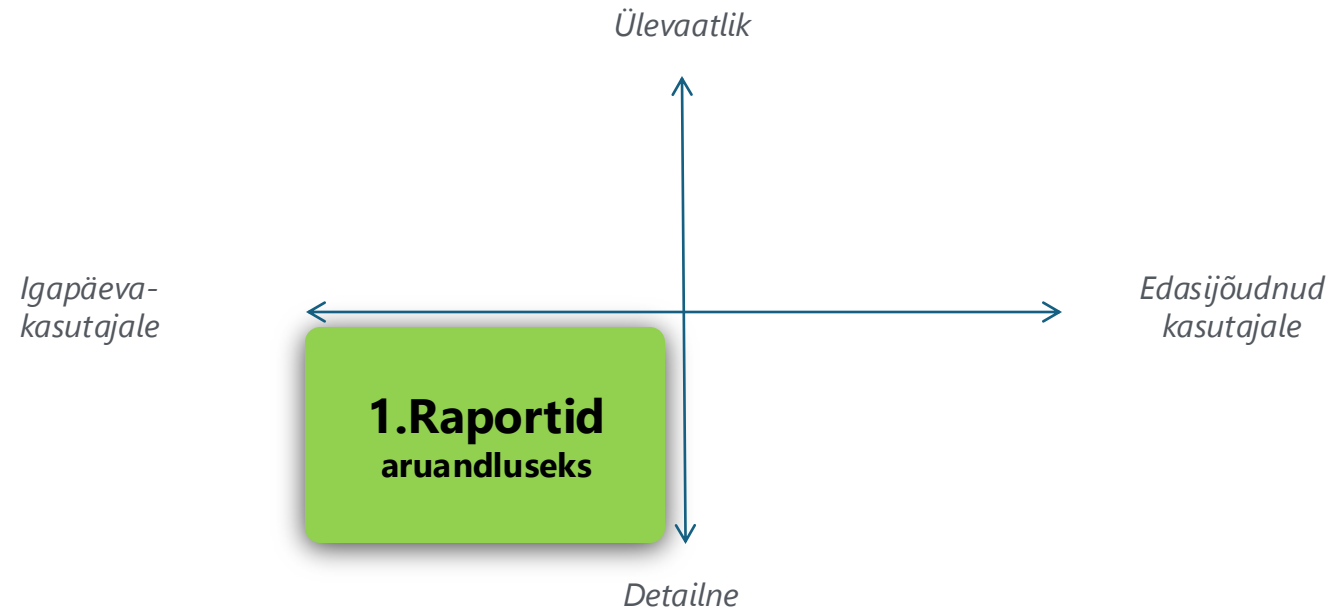 Ülevaatlik
Igapäeva-
kasutajale
Edasijõudnud
kasutajale
1.Raportid
aruandluseks
Detailne